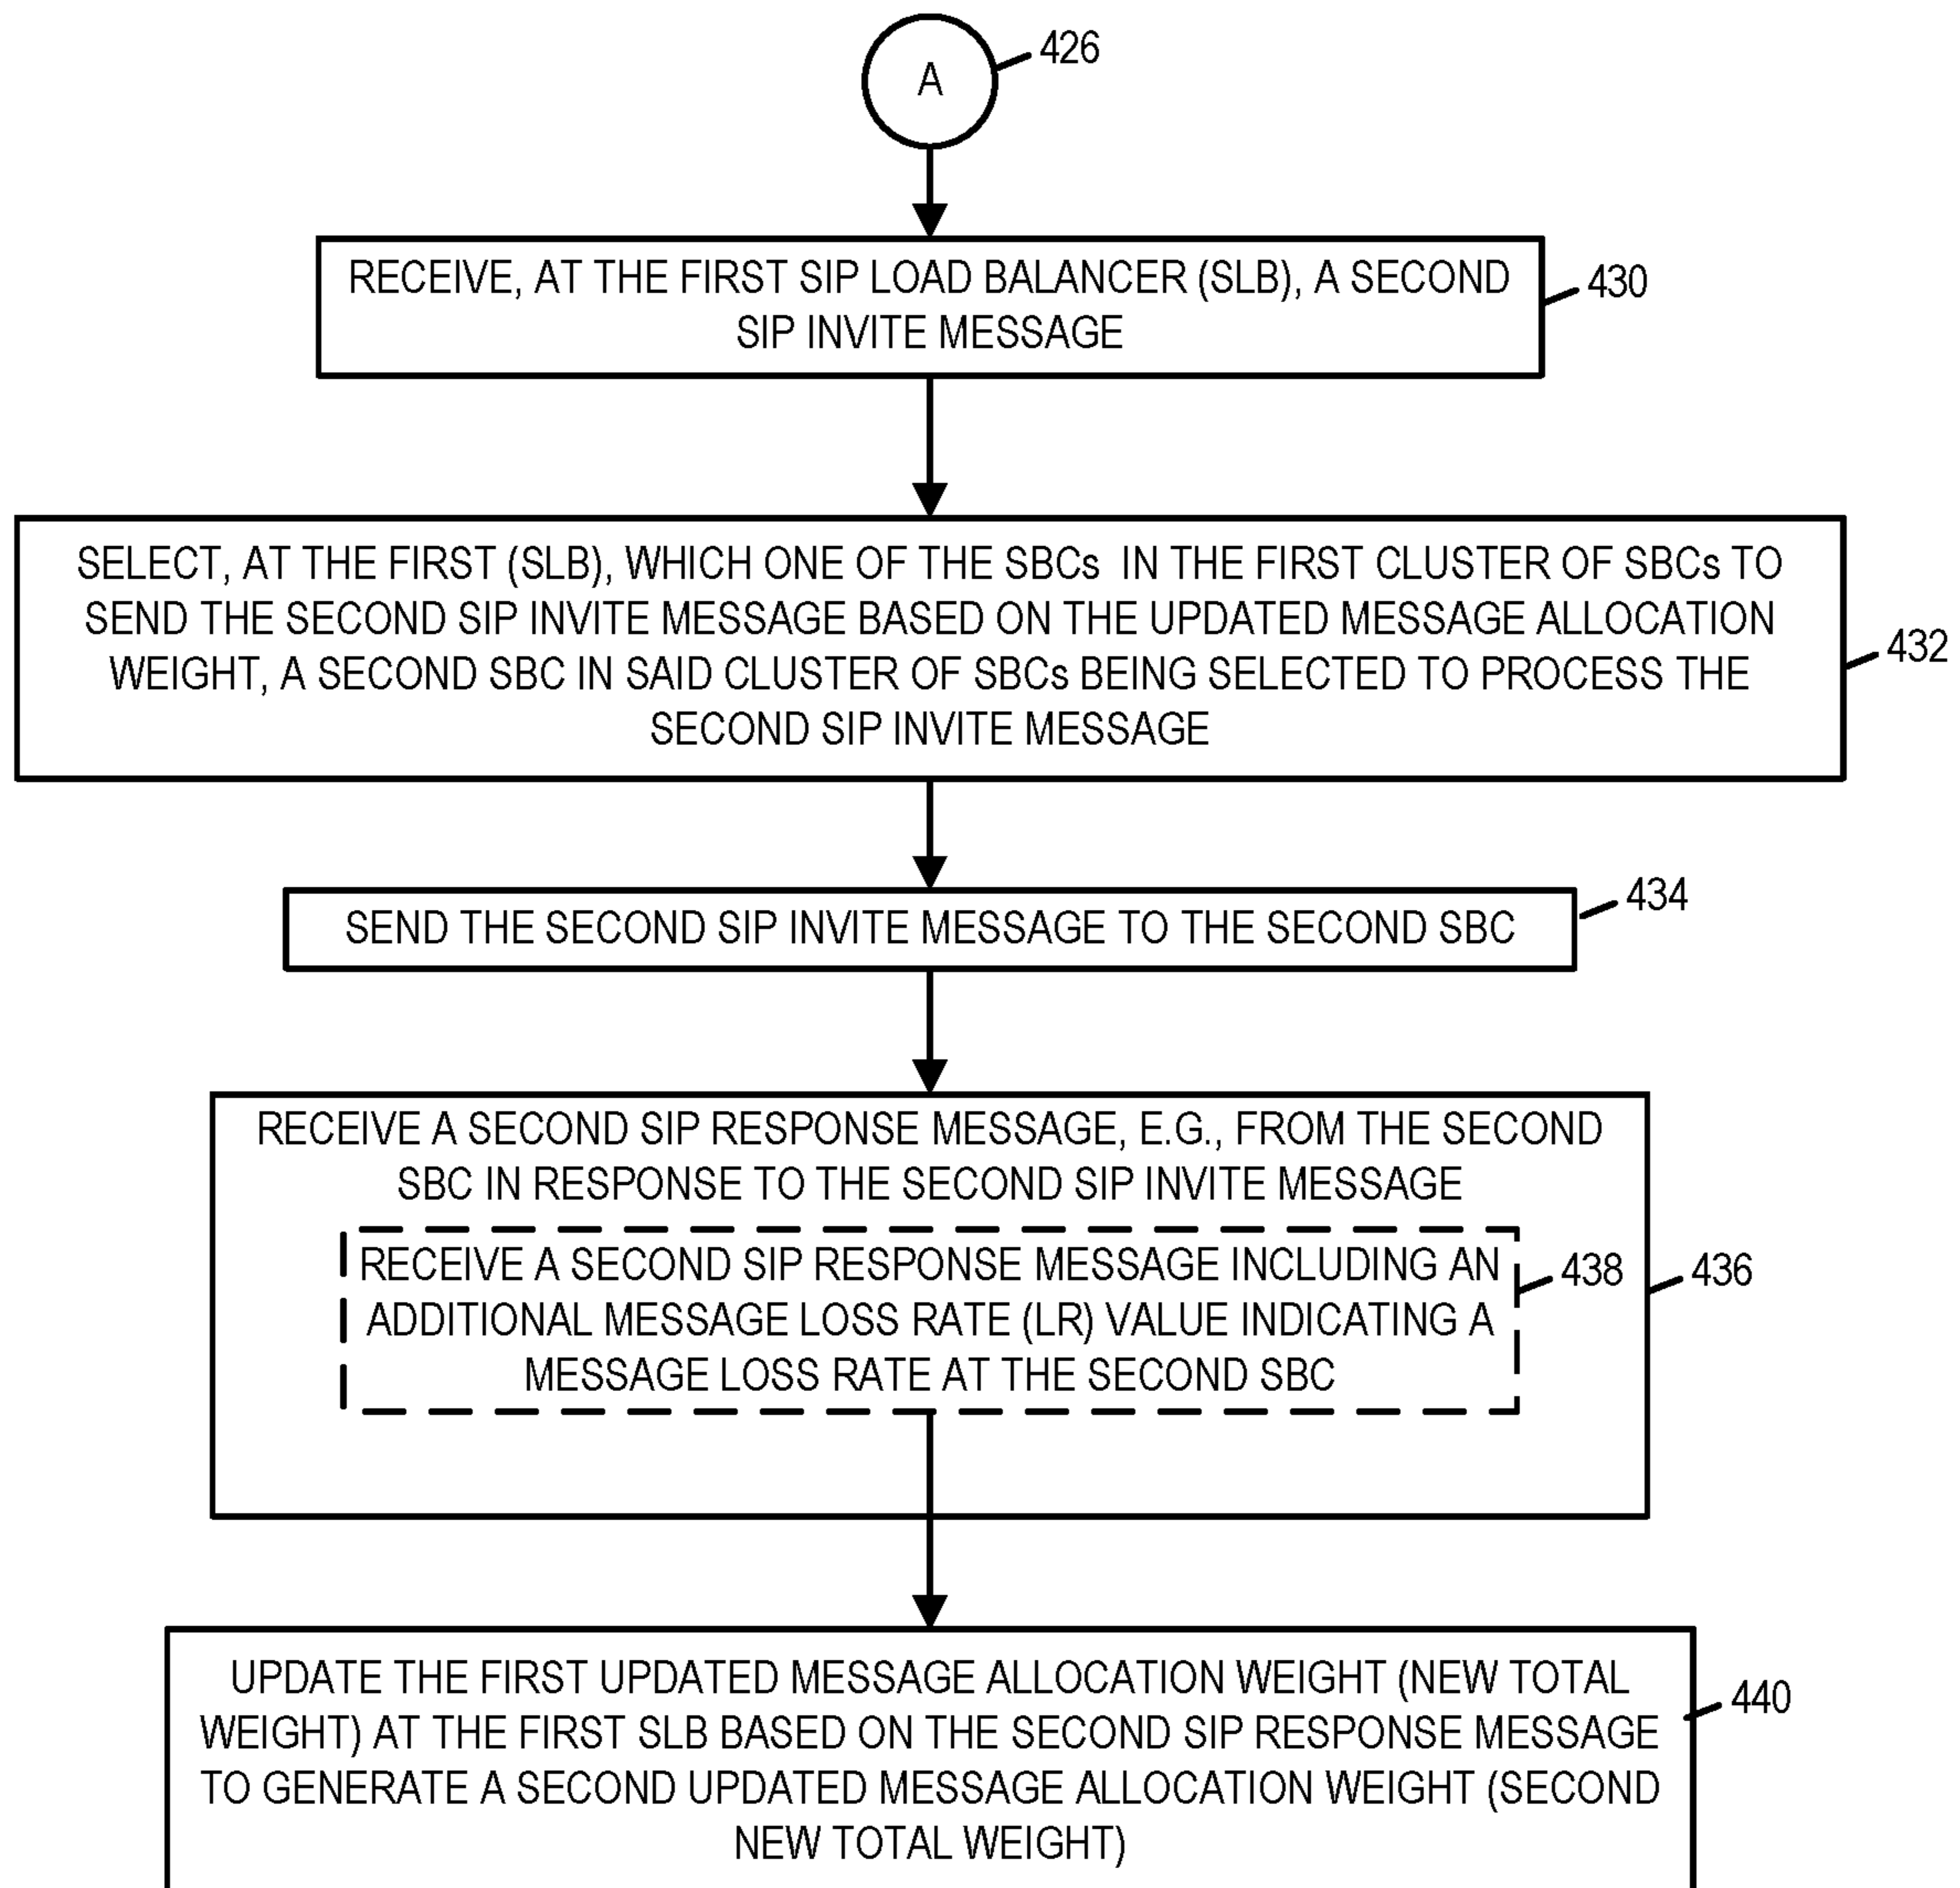 A
426
RECEIVE, AT THE FIRST SIP LOAD BALANCER (SLB), A SECOND
SIP INVITE MESSAGE
430
SELECT, AT THE FIRST (SLB), WHICH ONE OF THE SBCs IN THE FIRST CLUSTER OF SBCs TO
SEND THE SECOND SIP INVITE MESSAGE BASED ON THE UPDATED MESSAGE ALLOCATION
WEIGHT, A SECOND SBC IN SAID CLUSTER OF SBCs BEING SELECTED TO PROCESS THE
SECOND SIP INVITE MESSAGE
432
SEND THE SECOND SIP INVITE MESSAGE TO THE SECOND SBC
434
RECEIVE A SECOND SIP RESPONSE MESSAGE, E.G., FROM THE SECOND
SBC IN RESPONSE TO THE SECOND SIP INVITE MESSAGE
RECEIVE A SECOND SIP RESPONSE MESSAGE INCLUDING AN
ADDITIONAL MESSAGE LOSS RATE (LR) VALUE INDICATING A
MESSAGE LOSS RATE AT THE SECOND SBC
438
436
UPDATE THE FIRST UPDATED MESSAGE ALLOCATION WEIGHT (NEW TOTAL
WEIGHT) AT THE FIRST SLB BASED ON THE SECOND SIP RESPONSE MESSAGE
TO GENERATE A SECOND UPDATED MESSAGE ALLOCATION WEIGHT (SECOND
NEW TOTAL WEIGHT)
440